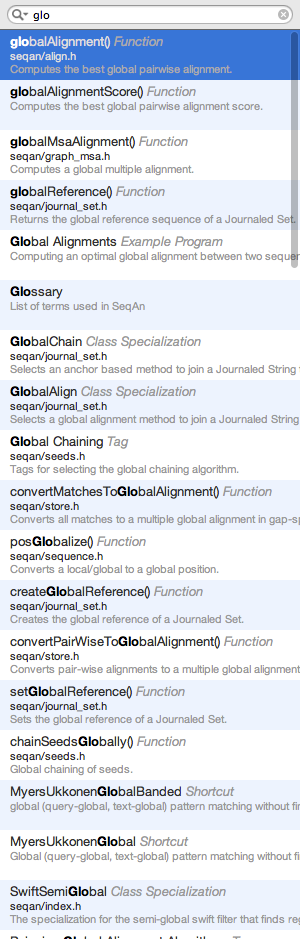 glo
globalAlignment() Function
seqan/align.h
Computes the best global pairwise alignment.
globalAlignmentScore() Function
Computes the best global pairwise alignment score.
globalMsaAlignment() Function
seqan/graph_msa.h
Computes a global multiple alignment.
globalReference() Function
seqan/journal_set.h
Returns the global reference sequence of a Journaled Set.
Global Alignments Example Program
Computing an optimal global alignment between two sequen
Glossary
List of terms used in SeqAn
GlobalChain Class Specialization
seqan/journal_set.h
Selects an anchor based method to join a Journaled String
GlobalAlign Class Specialization
seqan/journal_set.h
Selects a global alignment method to join a Journaled String
Global Chaining Tag
seqan/seeds.h
Tags for selecting the global chaining algorithm.
convertMatchesToGlobalAlignment() Function
seqan/store.h
Converts all matches to a multiple global alignment in gap-sp
posGlobalize() Function
seqan/sequence.h
Converts a local/global to a global position.
createGlobalReference() Function
seqan/journal_set.h
Creates the global reference of a Journaled Set.
convertPairWiseToGlobalAlignment() Function
seqan/store.h
Converts pair-wise alignments to a multiple global alignment
setGlobalReference() Function
seqan/journal_set.h
Sets the global reference of a Journaled Set.
chainSeedsGlobally() Function
seqan/seeds.h
Global chaining of seeds.
MyersUkkonenGlobalBanded Shortcut
global (query-global, text-global) pattern matching without fin
MyersUkkonenGlobal Shortcut
Global (query-global, text-global) pattern matching without fi
SwiftSemiGlobal Class Specialization
seqan/index.h
The specialization for the semi-global swift filter that finds reg